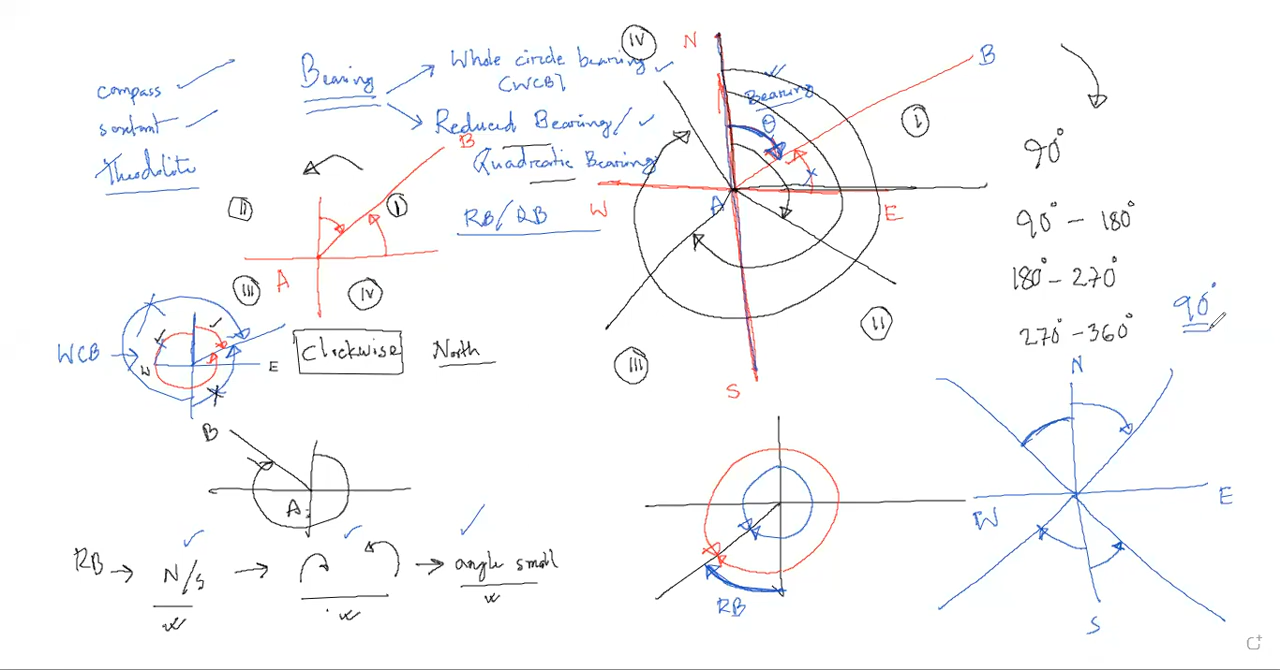 compass
sextant
Theodolite
Bearing
Whole circle bearing
(WCB)
Reduced Bearing/
Quadratic Bearing
RB/QB
B
A
I
II
III
IV
WCB
W
E
Clockwise
North
B
A
RB → N/S → → angle small
N
S
W
E
A
B
Bearing
θ
x
I
II
III
IV
90°
90° - 180°
180° - 270°
270° - 360°
90°
RB
N
W
E
S